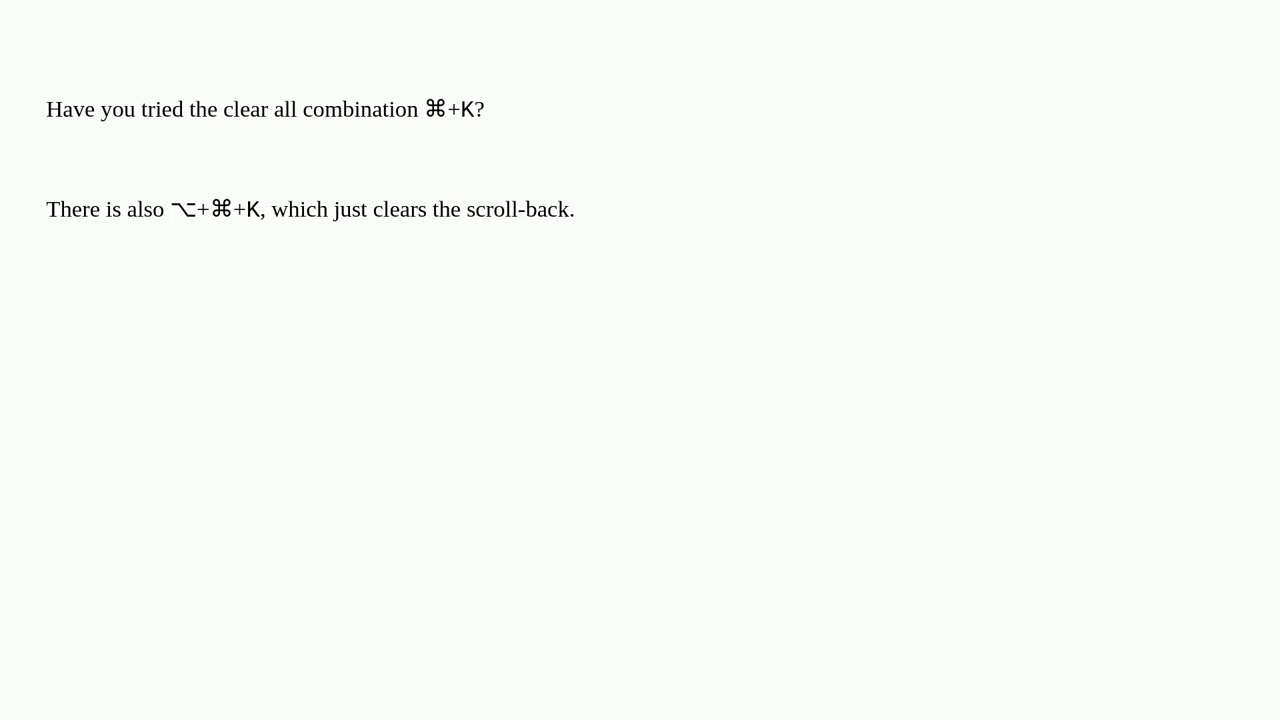 Have you tried the clear all combination ⌘+K?
There is also ⌥+⌘+K, which just clears the scroll-back.